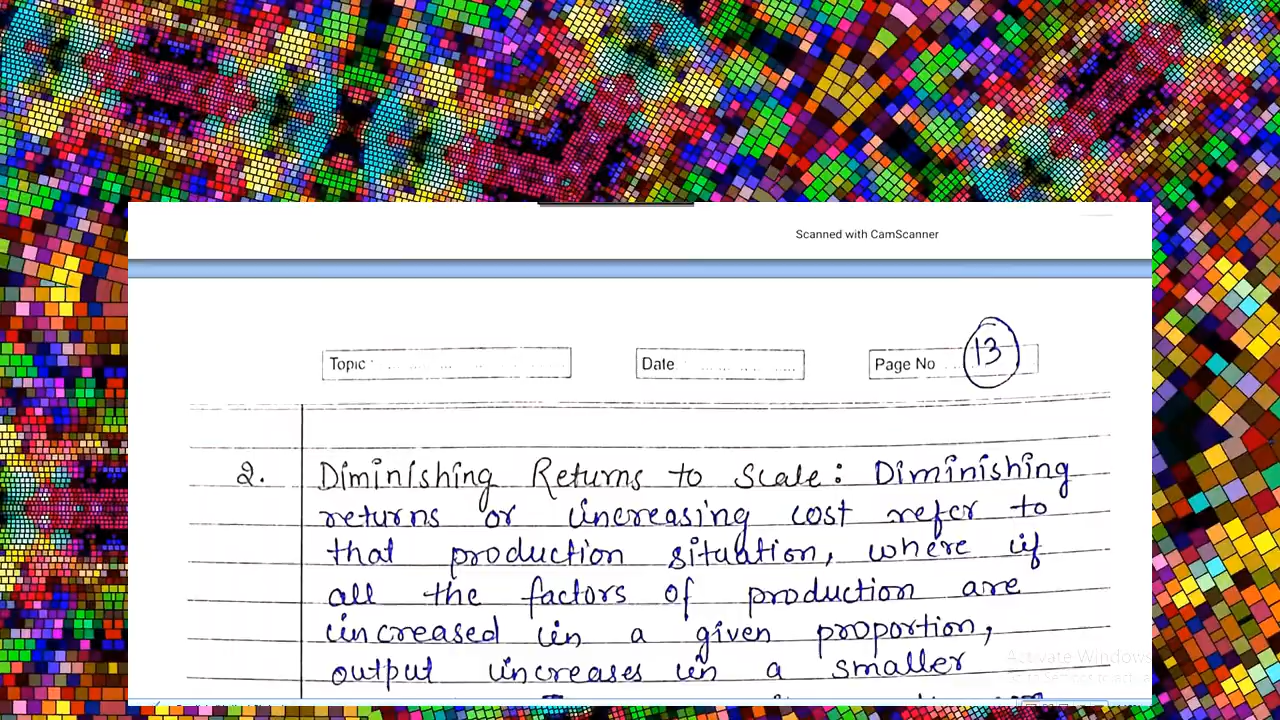 Scanned with CamScanner
Topic Date Page No 13
2. Diminishing Returns to Scale: Diminishing
returns or increasing cost refer to
that production situation, where if
all the factors of production are
increased in a given proportion,
output increases in a smaller
Activate Windows